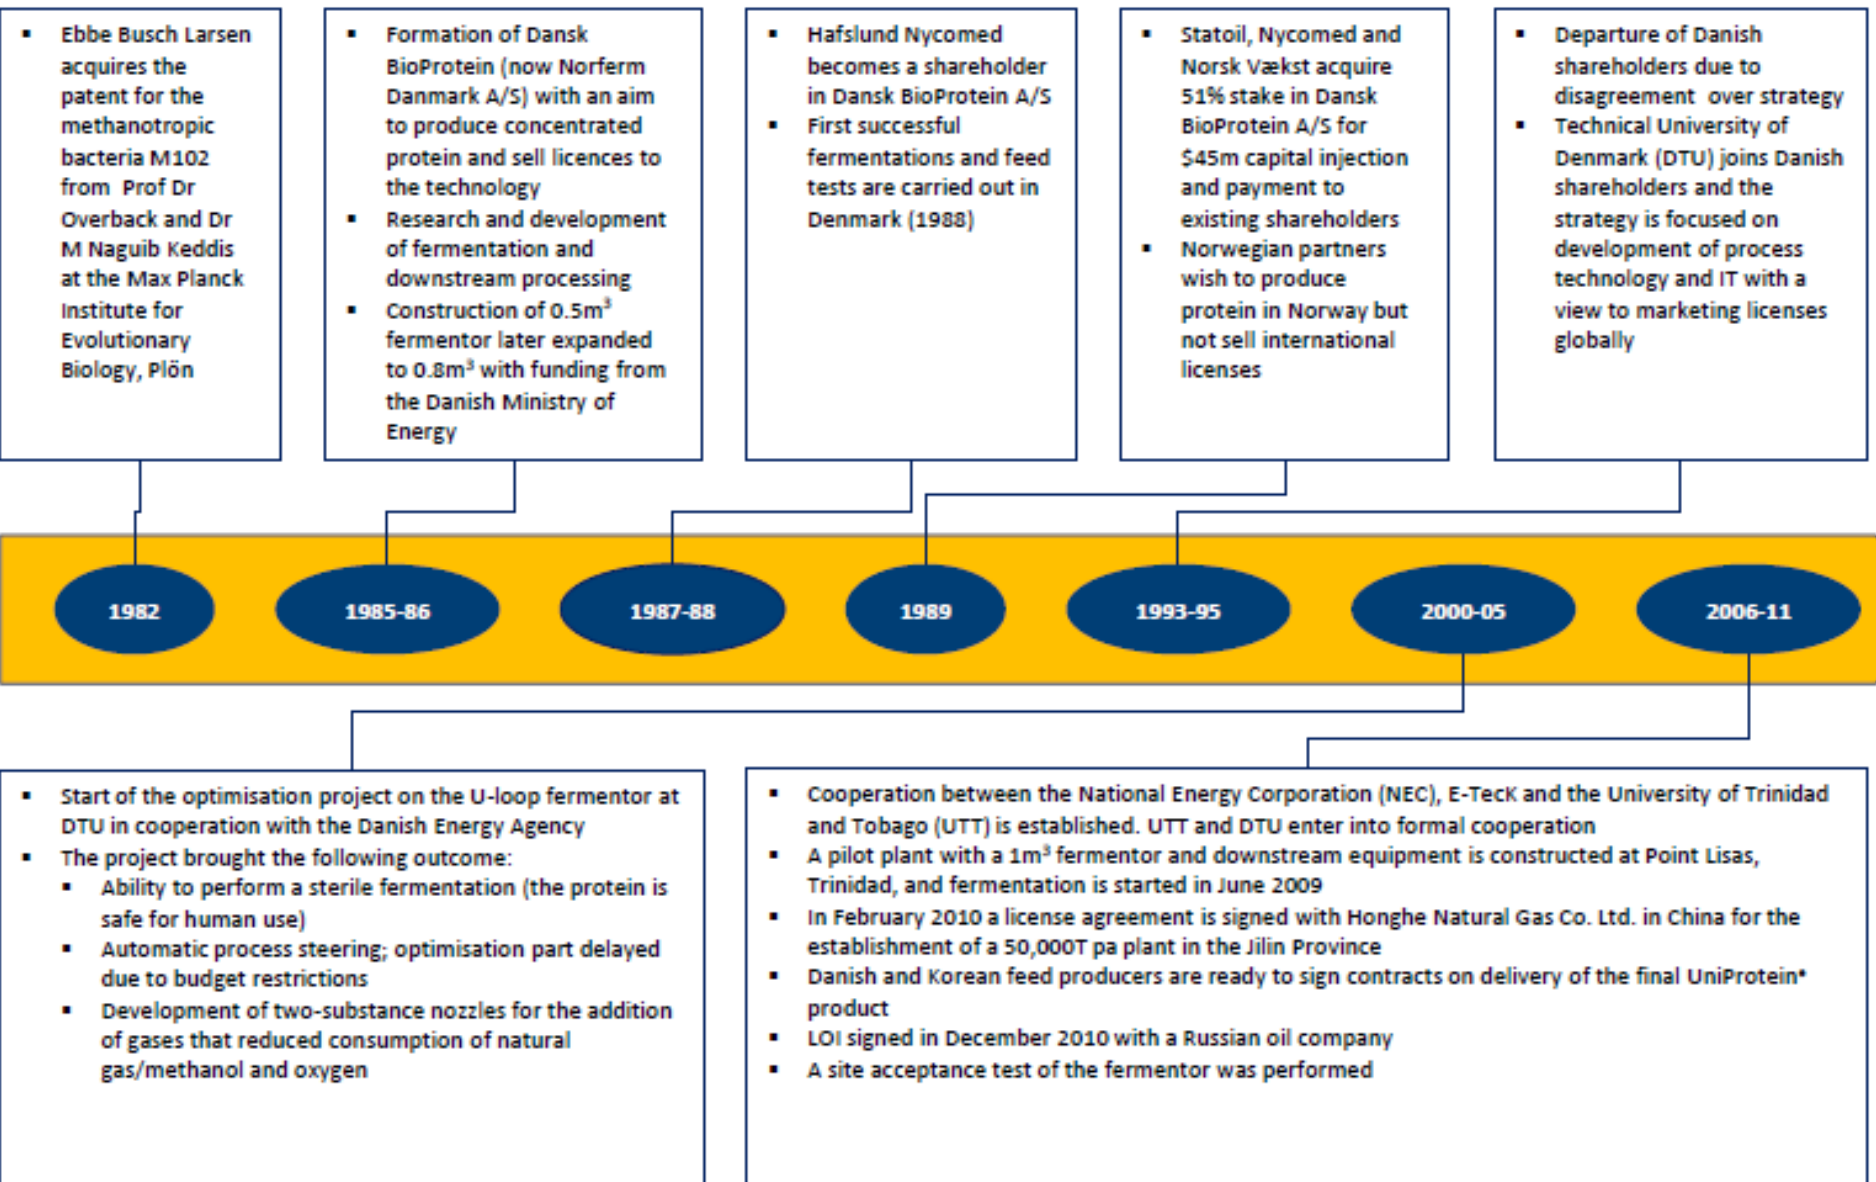 ▪ Ebbe Busch Larsen
acquires the
patent for the
methanotropic
bacteria M102
from Prof Dr
Overback and Dr
M Naguib Keddis
at the Max Planck
Institute for
Evolutionary
Biology, Plön
▪ Formation of Dansk
BioProtein (now Norferm
Danmark A/S) with an aim
to produce concentrated
protein and sell licences to
the technology
▪ Research and development
of fermentation and
downstream processing
▪ Construction of 0.5m³
fermentor later expanded
to 0.8m³ with funding from
the Danish Ministry of
Energy
▪ Hafslund Nycomed
becomes a shareholder
in Dansk BioProtein A/S
▪ First successful
fermentations and feed
tests are carried out in
Denmark (1988)
▪ Statoil, Nycomed and
Norsk Vækst acquire
51% stake in Dansk
BioProtein A/S for
$45m capital injection
and payment to
existing shareholders
▪ Norwegian partners
wish to produce
protein in Norway but
not sell international
licenses
▪ Departure of Danish
shareholders due to
disagreement over strategy
▪ Technical University of
Denmark (DTU) joins Danish
shareholders and the
strategy is focused on
development of process
technology and IT with a
view to marketing licenses
globally
1982
1985-86
1987-88
1989
1993-95
2000-05
2006-11
▪ Start of the optimisation project on the U-loop fermentor at
DTU in cooperation with the Danish Energy Agency
▪ The project brought the following outcome:
▪ Ability to perform a sterile fermentation (the protein is
safe for human use)
▪ Automatic process steering; optimisation part delayed
due to budget restrictions
▪ Development of two-substance nozzles for the addition
of gases that reduced consumption of natural
gas/methanol and oxygen
▪ Cooperation between the National Energy Corporation (NEC), E-TecK and the University of Trinidad
and Tobago (UTT) is established. UTT and DTU enter into formal cooperation
▪ A pilot plant with a 1m³ fermentor and downstream equipment is constructed at Point Lisas,
Trinidad, and fermentation is started in June 2009
▪ In February 2010 a license agreement is signed with Honghe Natural Gas Co. Ltd. in China for the
establishment of a 50,000T pa plant in the Jilin Province
▪ Danish and Korean feed producers are ready to sign contracts on delivery of the final UniProtein*
product
▪ LOI signed in December 2010 with a Russian oil company
▪ A site acceptance test of the fermentor was performed